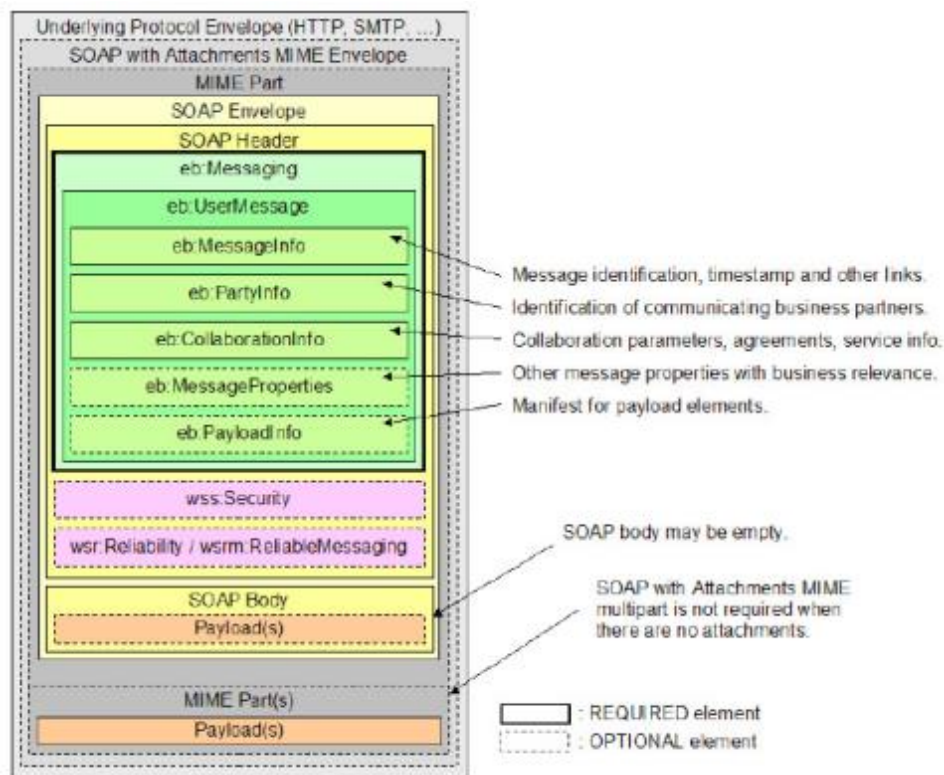 Underlying Protocol Envelope (HTTP, SMTP, …)
SOAP with Attachments MIME Envelope
MIME Part
SOAP Envelope
SOAP Header
eb:Messaging
eb:UserMessage
eb:MessageInfo
eb:PartyInfo
eb:CollaborationInfo
eb:MessageProperties
eb:PayloadInfo
wss:Security
wsr:Reliability / wsrm:ReliableMessaging
SOAP Body
Payload(s)
MIME Part(s)
Payload(s)
Message identification, timestamp and other links.
Identification of communicating business partners.
Collaboration parameters, agreements, service info.
Other message properties with business relevance.
Manifest for payload elements.
SOAP body may be empty.
SOAP with Attachments MIME
multipart is not required when
there are no attachments.
: REQUIRED element
: OPTIONAL element